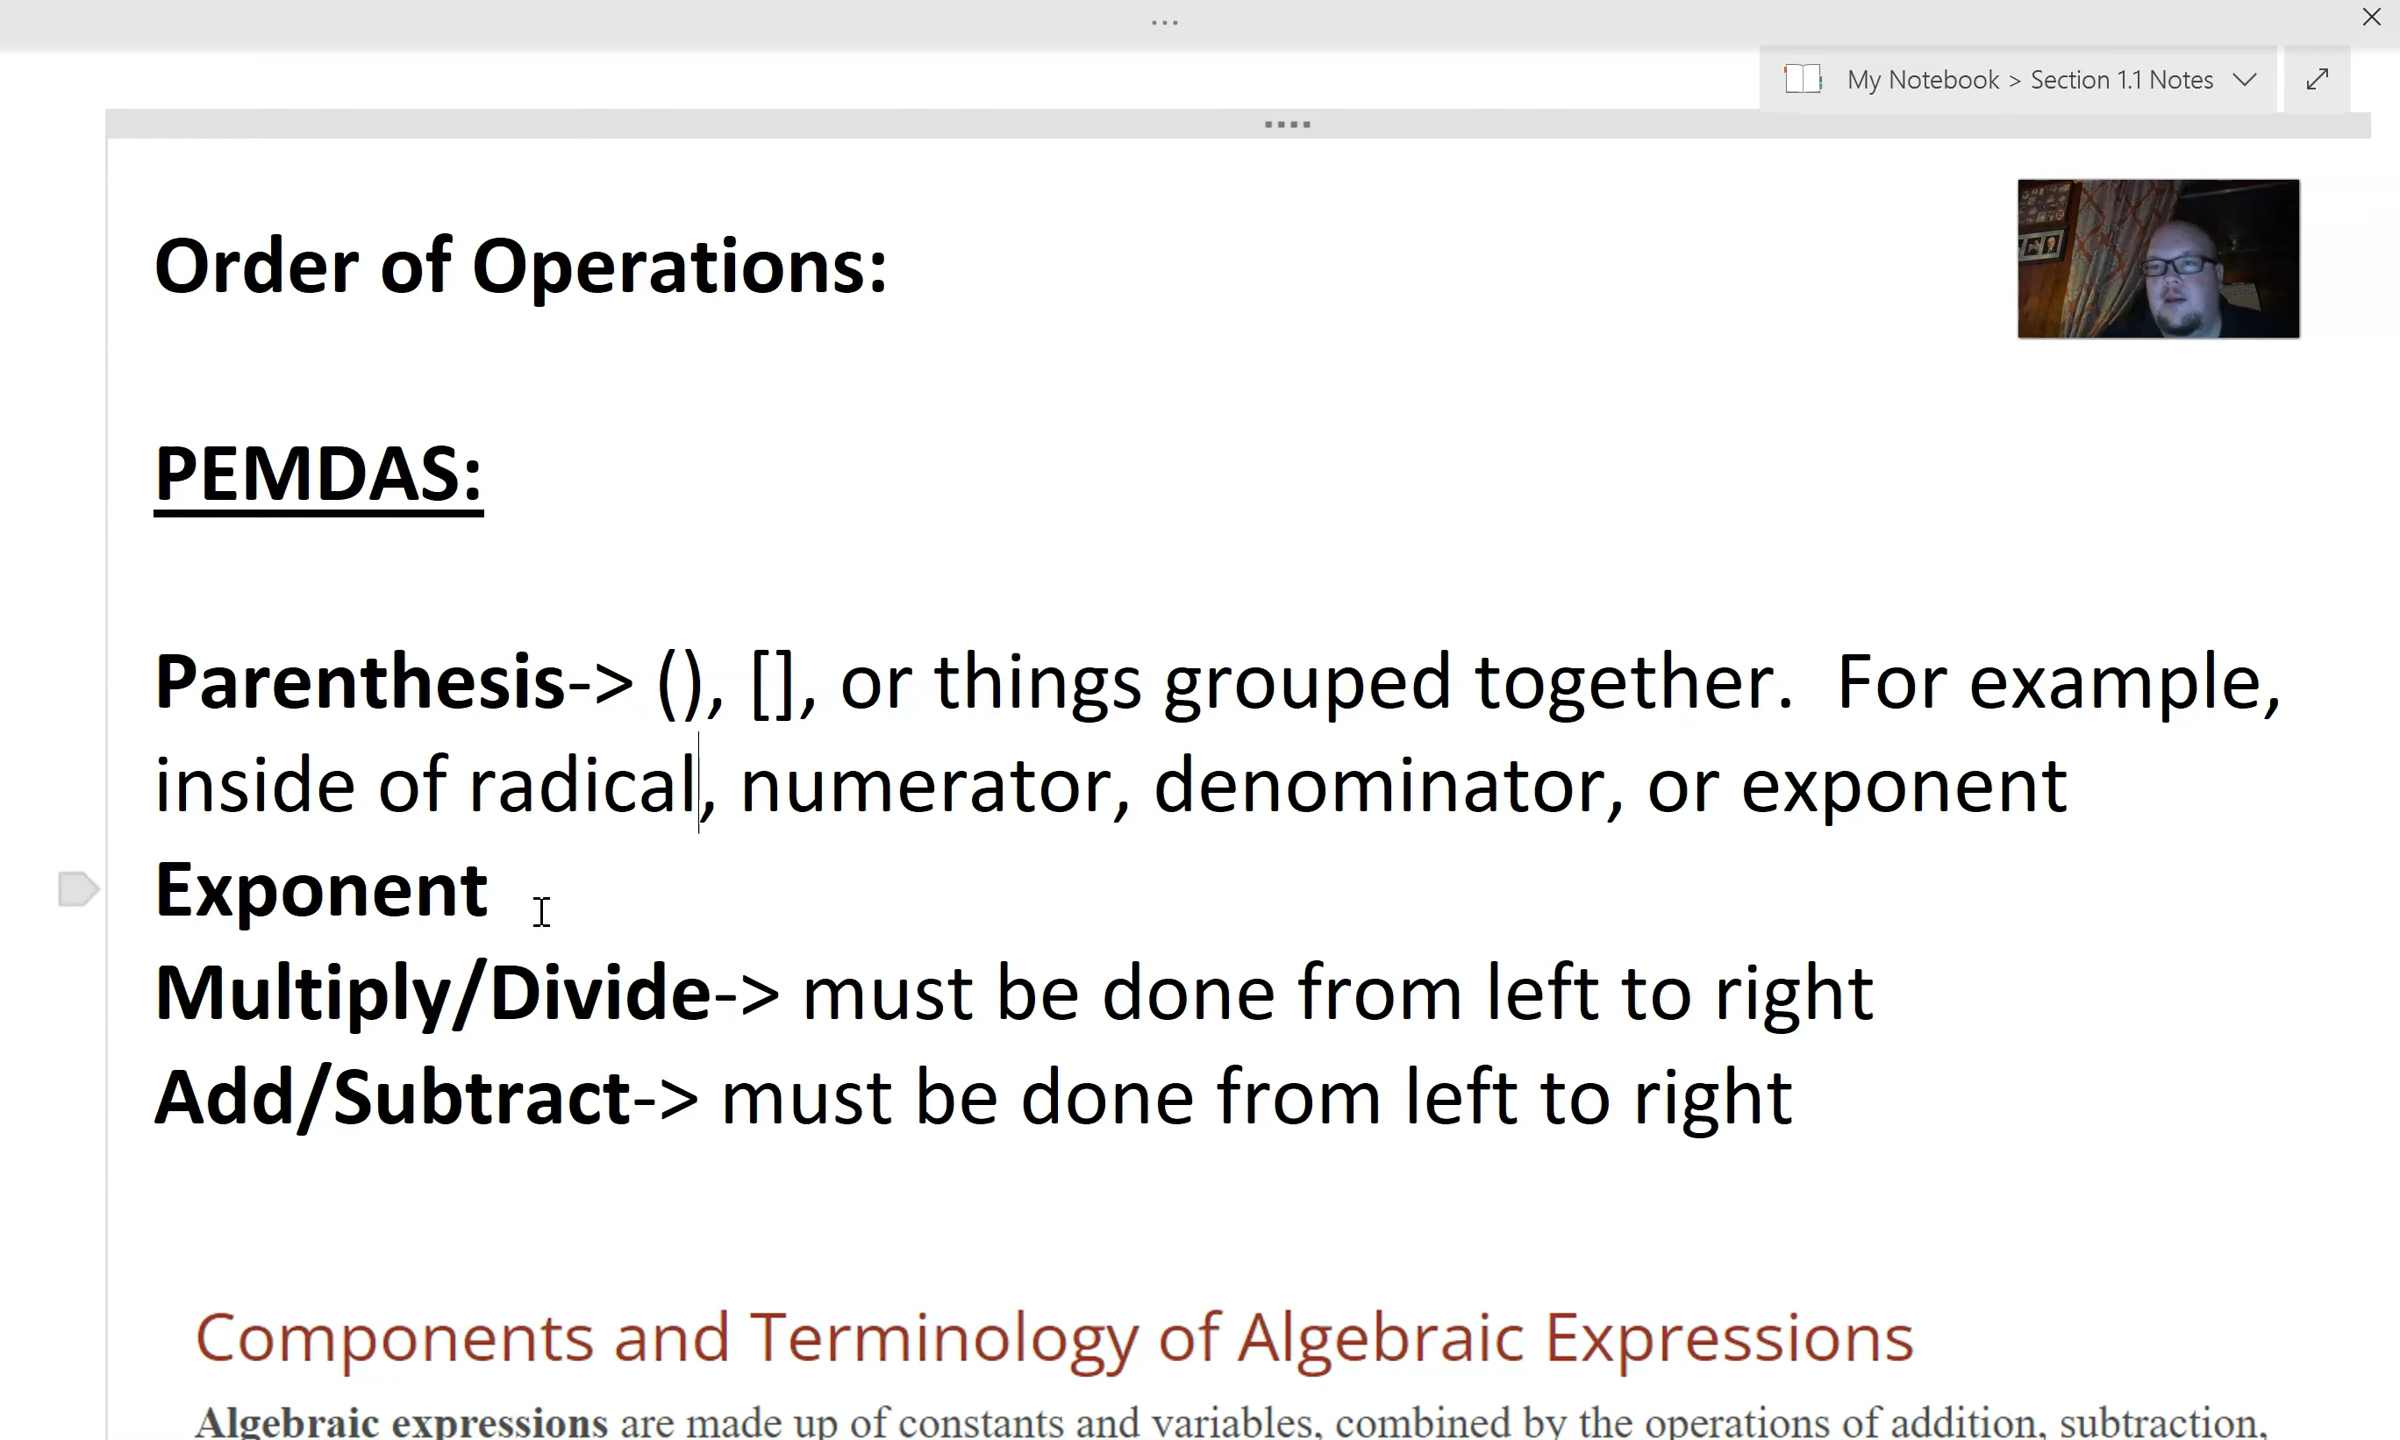 My Notebook > Section 1.1 Notes
Order of Operations:
PEMDAS:
Parenthesis-> (), [], or things grouped together.  For example,
inside of radical, numerator, denominator, or exponent
Exponent
Multiply/Divide-> must be done from left to right
Add/Subtract-> must be done from left to right
Components and Terminology of Algebraic Expressions
Algebraic expressions are made up of constants and variables, combined by the operations of addition, subtraction,